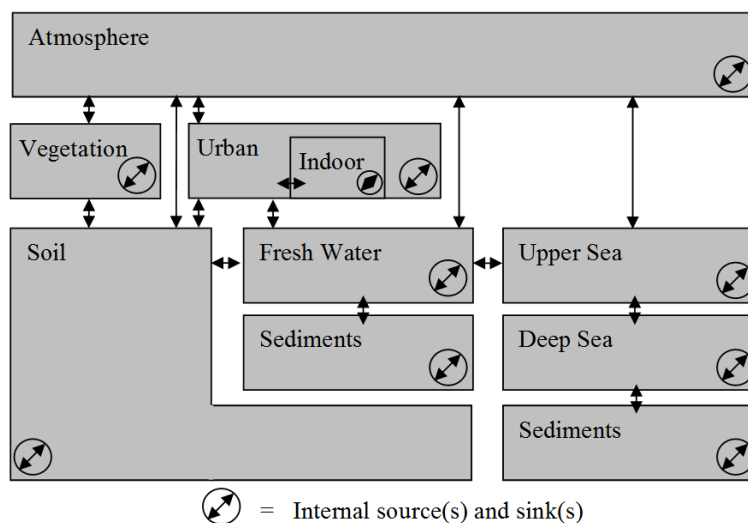 Atmosphere
Vegetation
Urban
Indoor
Soil
Fresh Water
Upper Sea
Sediments
Deep Sea
Sediments
= Internal source(s) and sink(s)